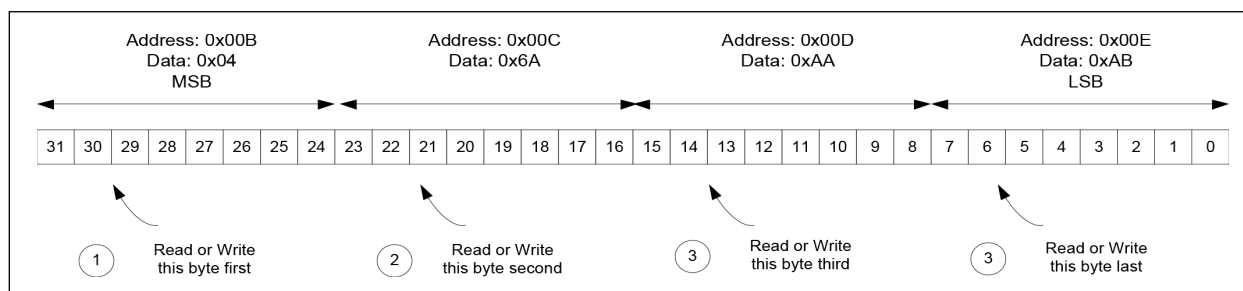 Address: 0x00B
Data: 0x04
MSB
Address: 0x00C
Data: 0x6A
Address: 0x00D
Data: 0xAA
Address: 0x00E
Data: 0xAB
LSB
31 30 29 28 27 26 25 24 23 22 21 20 19 18 17 16 15 14 13 12 11 10 9 8 7 6 5 4 3 2 1 0
1
Read or Write
this byte first
2
Read or Write
this byte second
3
Read or Write
this byte third
3
Read or Write
this byte last